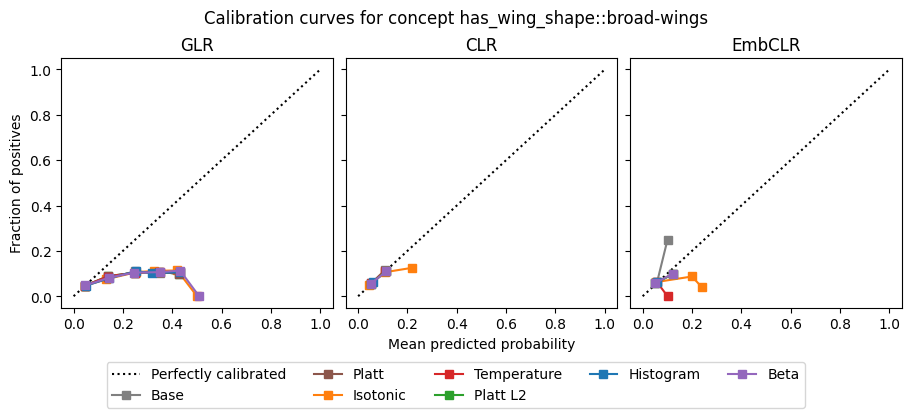 Calibration curves for concept has_wing_shape::broad-wings
GLR
CLR
EmbCLR
Fraction of positives
1.0
0.8
0.6
0.4
0.2
0.0
0.0 0.2 0.4 0.6 0.8 1.0
0.0 0.2 0.4 0.6 0.8 1.0
0.0 0.2 0.4 0.6 0.8 1.0
Mean predicted probability
Perfectly calibrated Platt Temperature Histogram Beta
Base Isotonic Platt L2